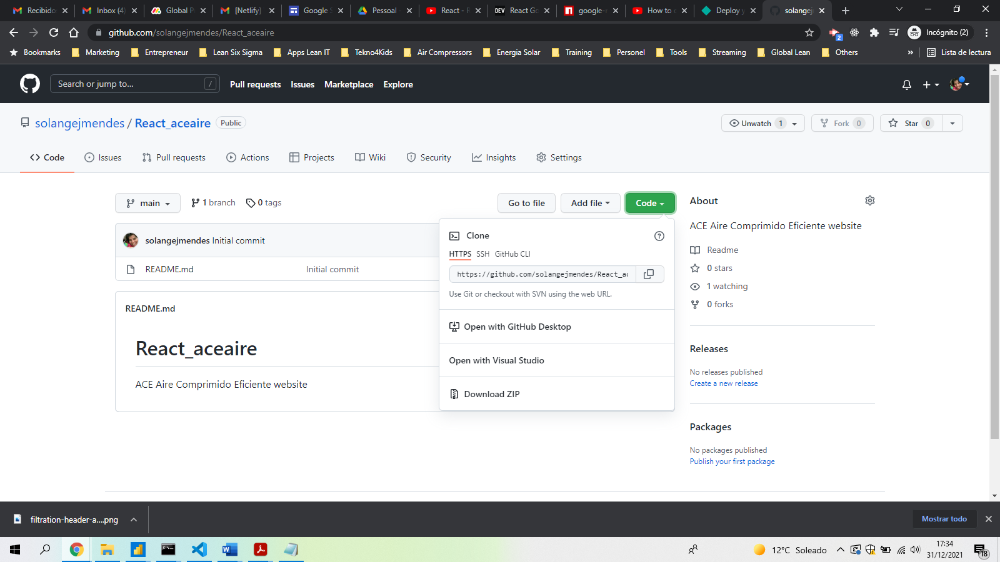 Recibido
Inbox (4)
Global P
[Netlify]
Google S
Pessoal -
React - R
DEV
React Go
google-r
How to c
Deploy y
solangej
github.com/solangejmendes/React_aceaire
2
Incógnito (2)
Bookmarks
Marketing
Entrepreneur
Lean Six Sigma
Apps Lean IT
Tekno4Kids
Air Compressors
Energia Solar
Training
Personel
Tools
Streaming
Global Lean
Others
»
Lista de lectura
Search or jump to...
/
Pull requests
Issues
Marketplace
Explore
solangejmendes / React_aceaire
Public
Unwatch 1
Fork 0
Star 0
Code
Issues
Pull requests
Actions
Projects
Wiki
Security
Insights
Settings
main
1 branch
0 tags
Go to file
Add file
Code
About
ACE Aire Comprimido Eficiente website
solangejmendes Initial commit
README.md
Initial commit
Clone
HTTPS
SSH
GitHub CLI
https://github.com/solangejmendes/React_ac
Use Git or checkout with SVN using the web URL.
Open with GitHub Desktop
Open with Visual Studio
Download ZIP
Readme
0 stars
1 watching
0 forks
README.md
React_aceaire
ACE Aire Comprimido Eficiente website
Releases
No releases published
Create a new release
Packages
No packages published
Publish your first package
filtration-header-a....png
Mostrar todo
12°C Soleado
17:34
31/12/2021
18